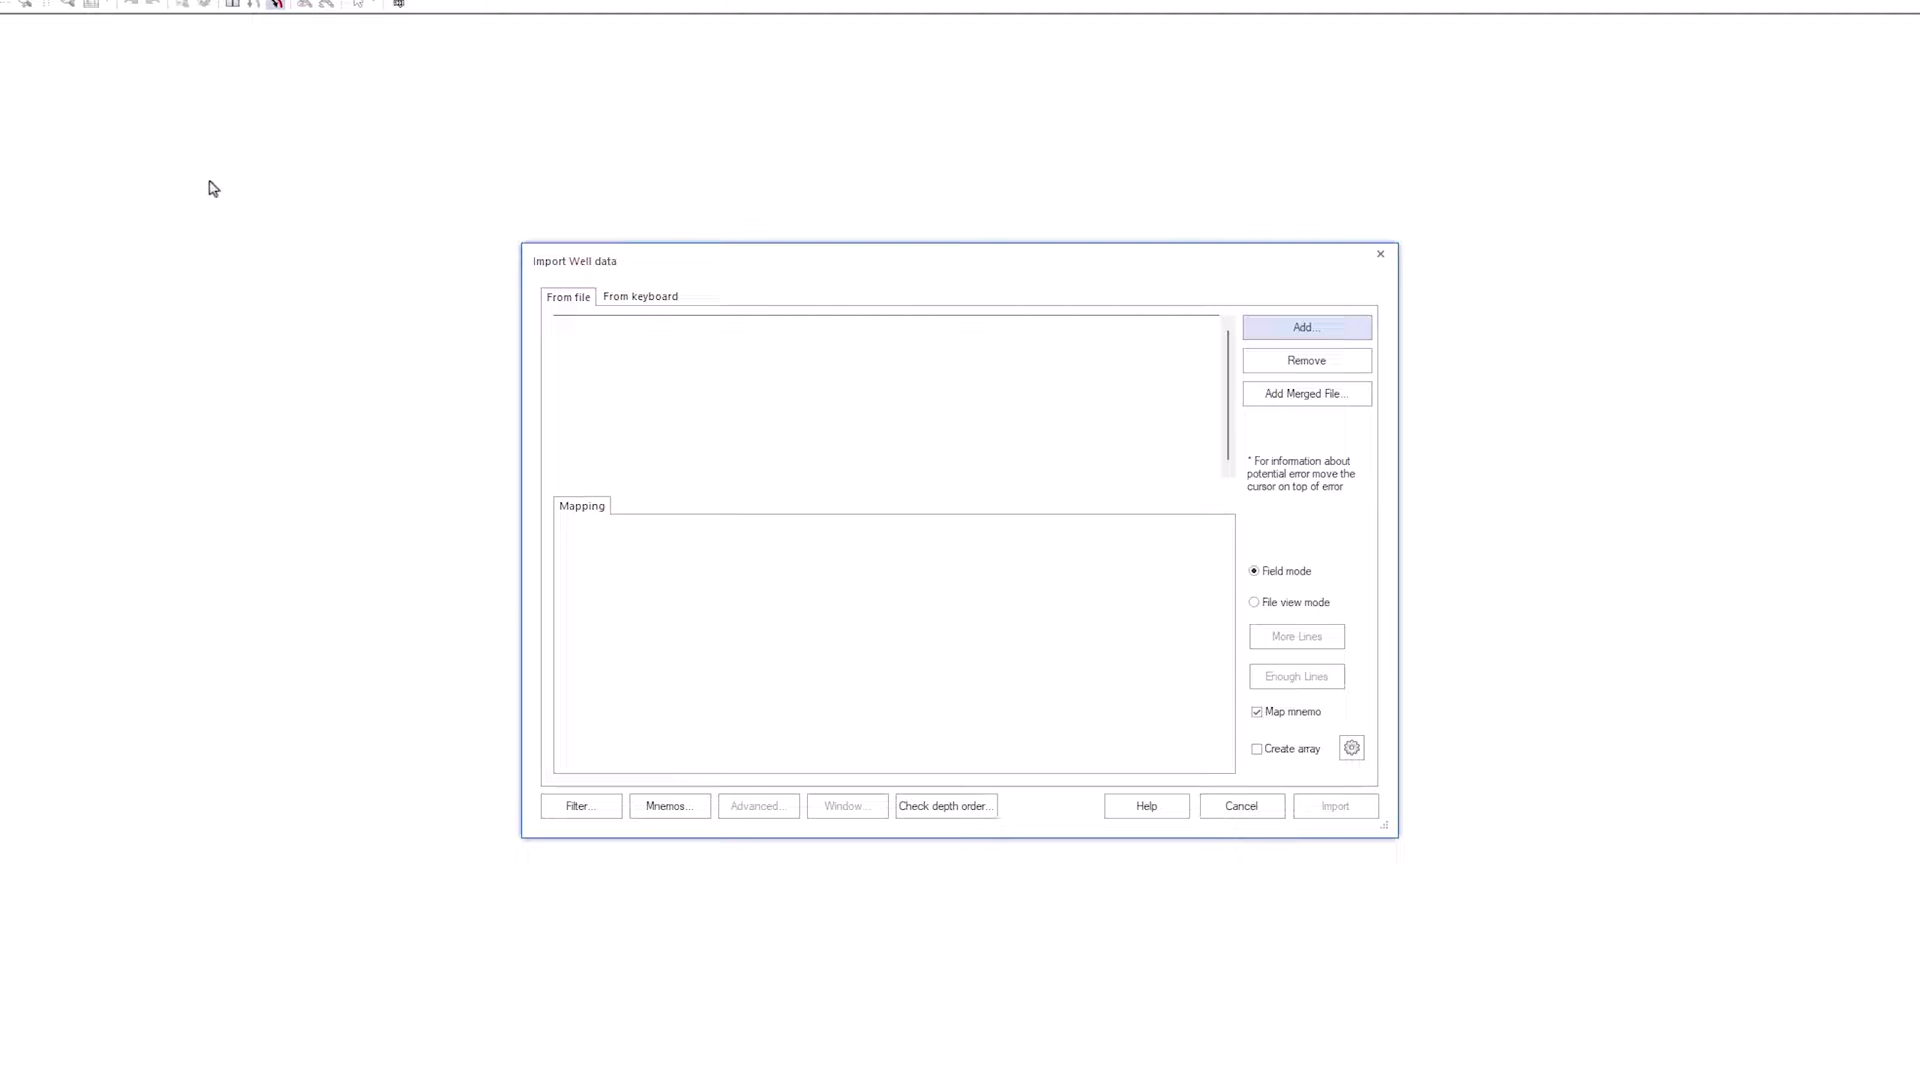 Import Well data
From file
From keyboard
Add...
Remove
Add Merged File...
* For information about
potential error move the
cursor on top of error
Mapping
Field mode
File view mode
More Lines
Enough Lines
Map mnemo
Create array
Filter...
Mnemos...
Advanced...
Window...
Check depth order...
Help
Cancel
Import